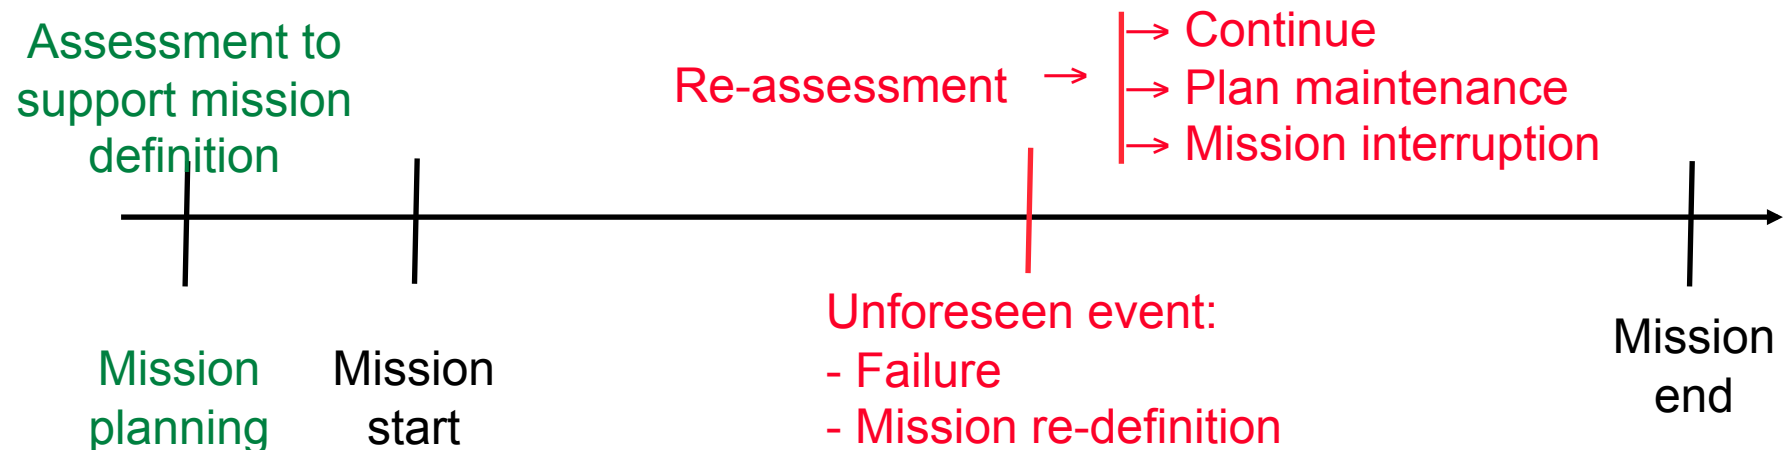 Assessment to
support mission
definition
Re-assessment
Continue
Plan maintenance
Mission interruption
Mission
planning
Mission
start
Unforeseen event:
- Failure
- Mission re-definition
Mission
end